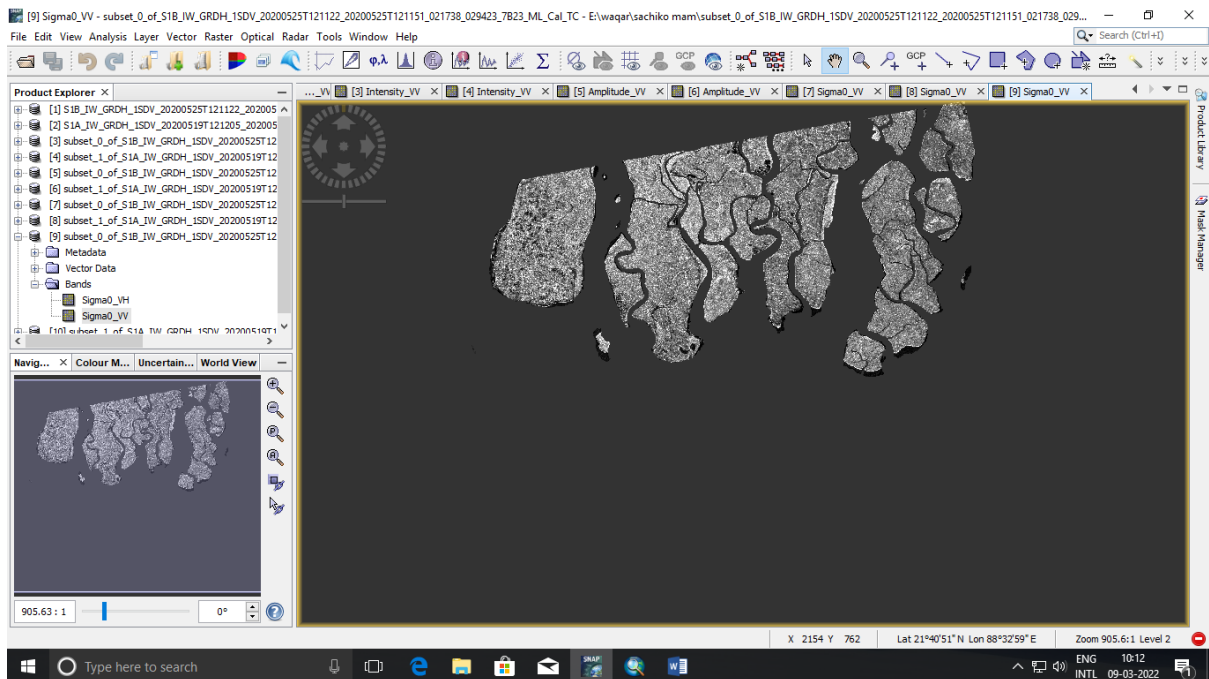 [9] Sigma0_VV - subset_0_of_S1B_IW_GRDH_1SDV_20200525T121122_20200525T121151_021738_029423_7B23_ML_Cal_TC - E:\waqar\sachiko mam\subset_0_of_S1B_IW_GRDH_1SDV_20200525T121122_20200525T121151_021738_029...
File Edit View Analysis Layer Vector Raster Optical Radar Tools Window Help
Search (Ctrl+I)
φ,λ Σ GCP GCP
Product Explorer
..._VV [3] Intensity_VV [4] Intensity_VV [5] Amplitude_VV [6] Amplitude_VV [7] Sigma0_VV [8] Sigma0_VV [9] Sigma0_VV
[1] S1B_IW_GRDH_1SDV_20200525T121122_202005
[2] S1A_IW_GRDH_1SDV_20200519T121205_202005
[3] subset_0_of_S1B_IW_GRDH_1SDV_20200525T12
[4] subset_1_of_S1A_IW_GRDH_1SDV_20200519T12
[5] subset_0_of_S1B_IW_GRDH_1SDV_20200525T12
[6] subset_1_of_S1A_IW_GRDH_1SDV_20200519T12
[7] subset_0_of_S1B_IW_GRDH_1SDV_20200525T12
[8] subset_1_of_S1A_IW_GRDH_1SDV_20200519T12
[9] subset_0_of_S1B_IW_GRDH_1SDV_20200525T12
Metadata
Vector Data
Bands
Sigma0_VH
Sigma0_VV
[10] subset_1_of_S1A_IW_GRDH_1SDV_20200519T1
Product Library
Mask Manager
Navig... Colour M... Uncertain... World View
905.63 : 1
0°
X 2154 Y 762 Lat 21°40'51" N Lon 88°32'59" E Zoom 905.6:1 Level 2
Type here to search
SNAP
ENG
INTL
10:12
09-03-2022